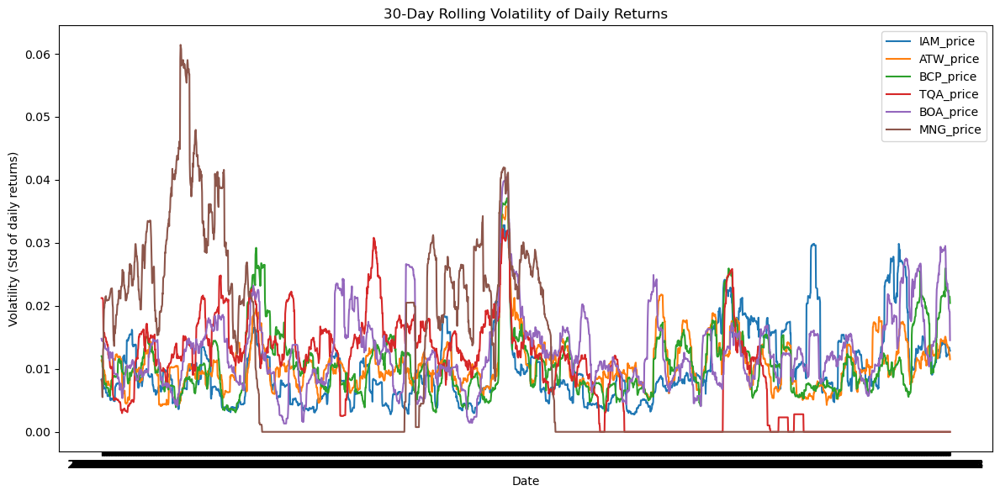 30-Day Rolling Volatility of Daily Returns
IAM_price
ATW_price
BCP_price
TQA_price
BOA_price
MNG_price
Volatility (Std of daily returns)
0.06
0.05
0.04
0.03
0.02
0.01
0.00
Date